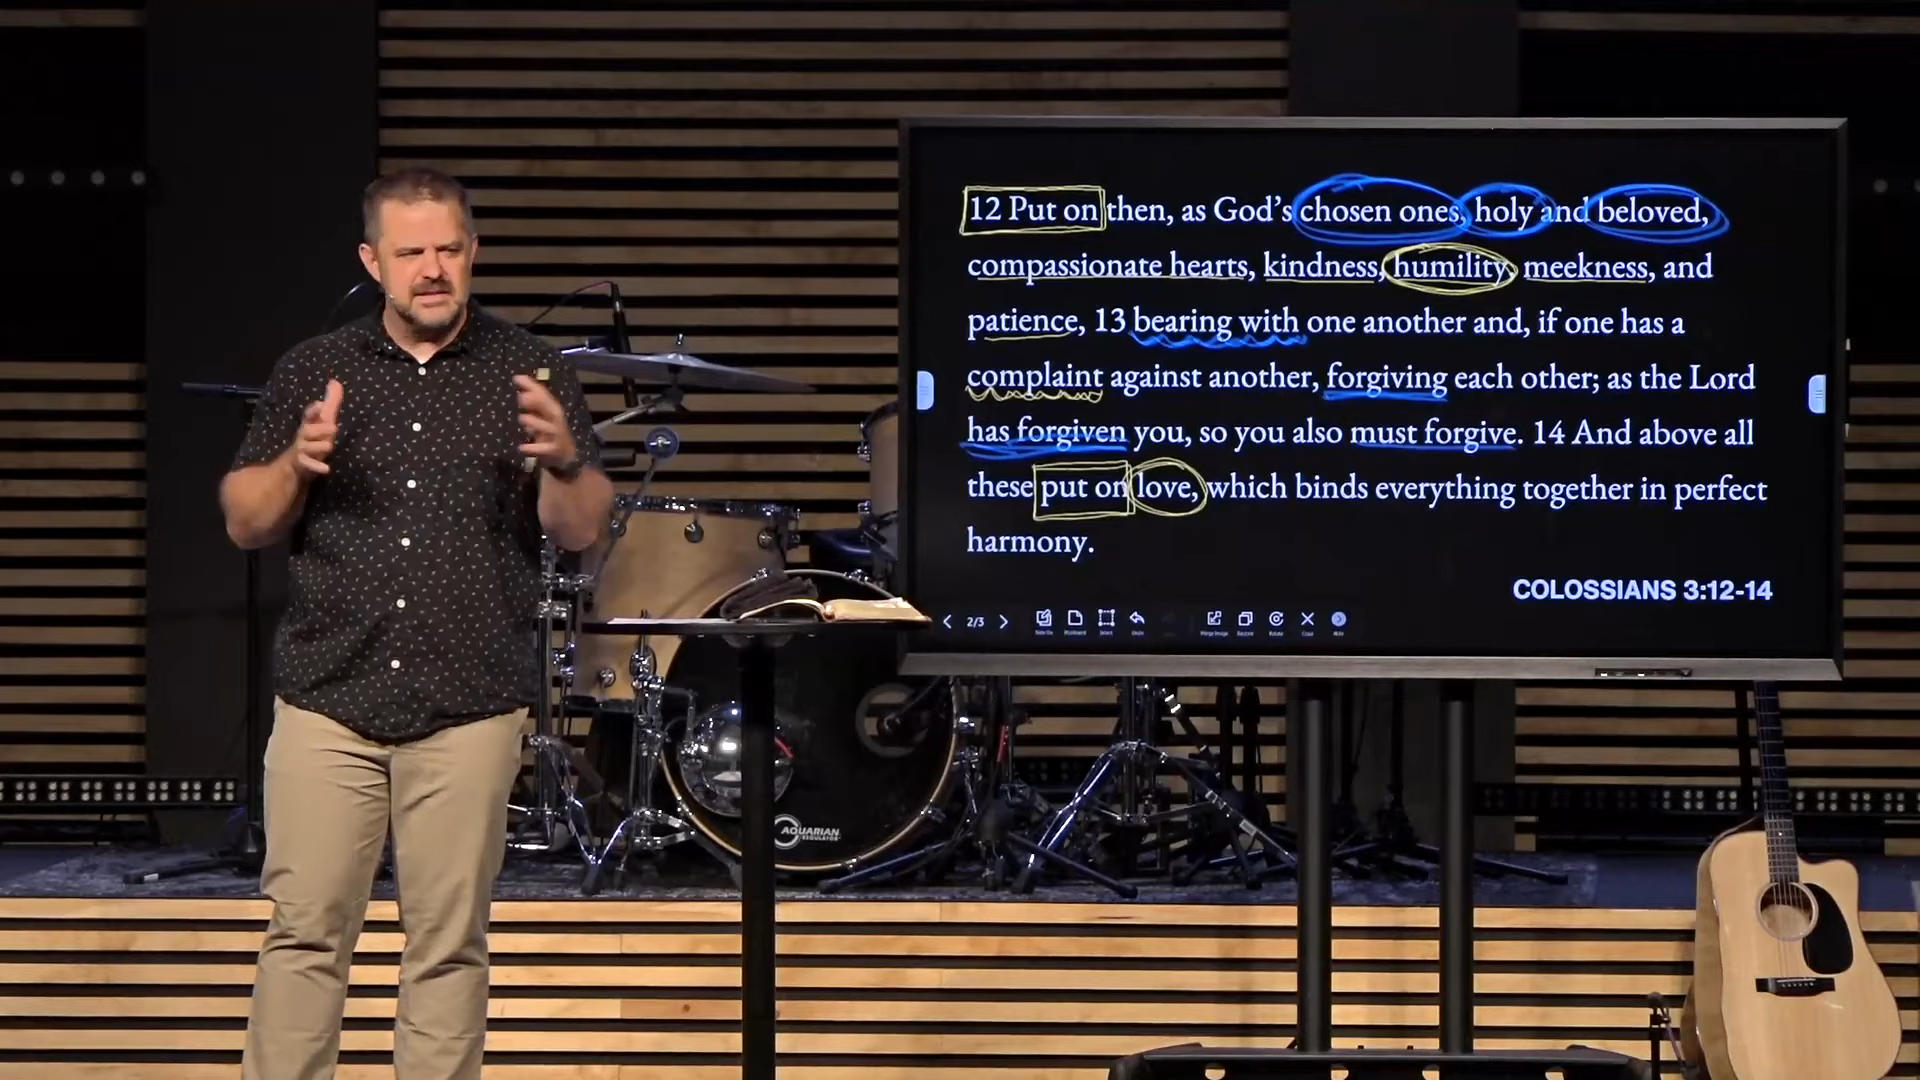 12 Put on then, as God's chosen ones, holy and beloved,
compassionate hearts, kindness, humility, meekness, and
patience, 13 bearing with one another and, if one has a
complaint against another, forgiving each other; as the Lord
has forgiven you, so you also must forgive. 14 And above all
these put on love, which binds everything together in perfect
harmony.
COLOSSIANS 3:12-14
2/3
AQUARIAN